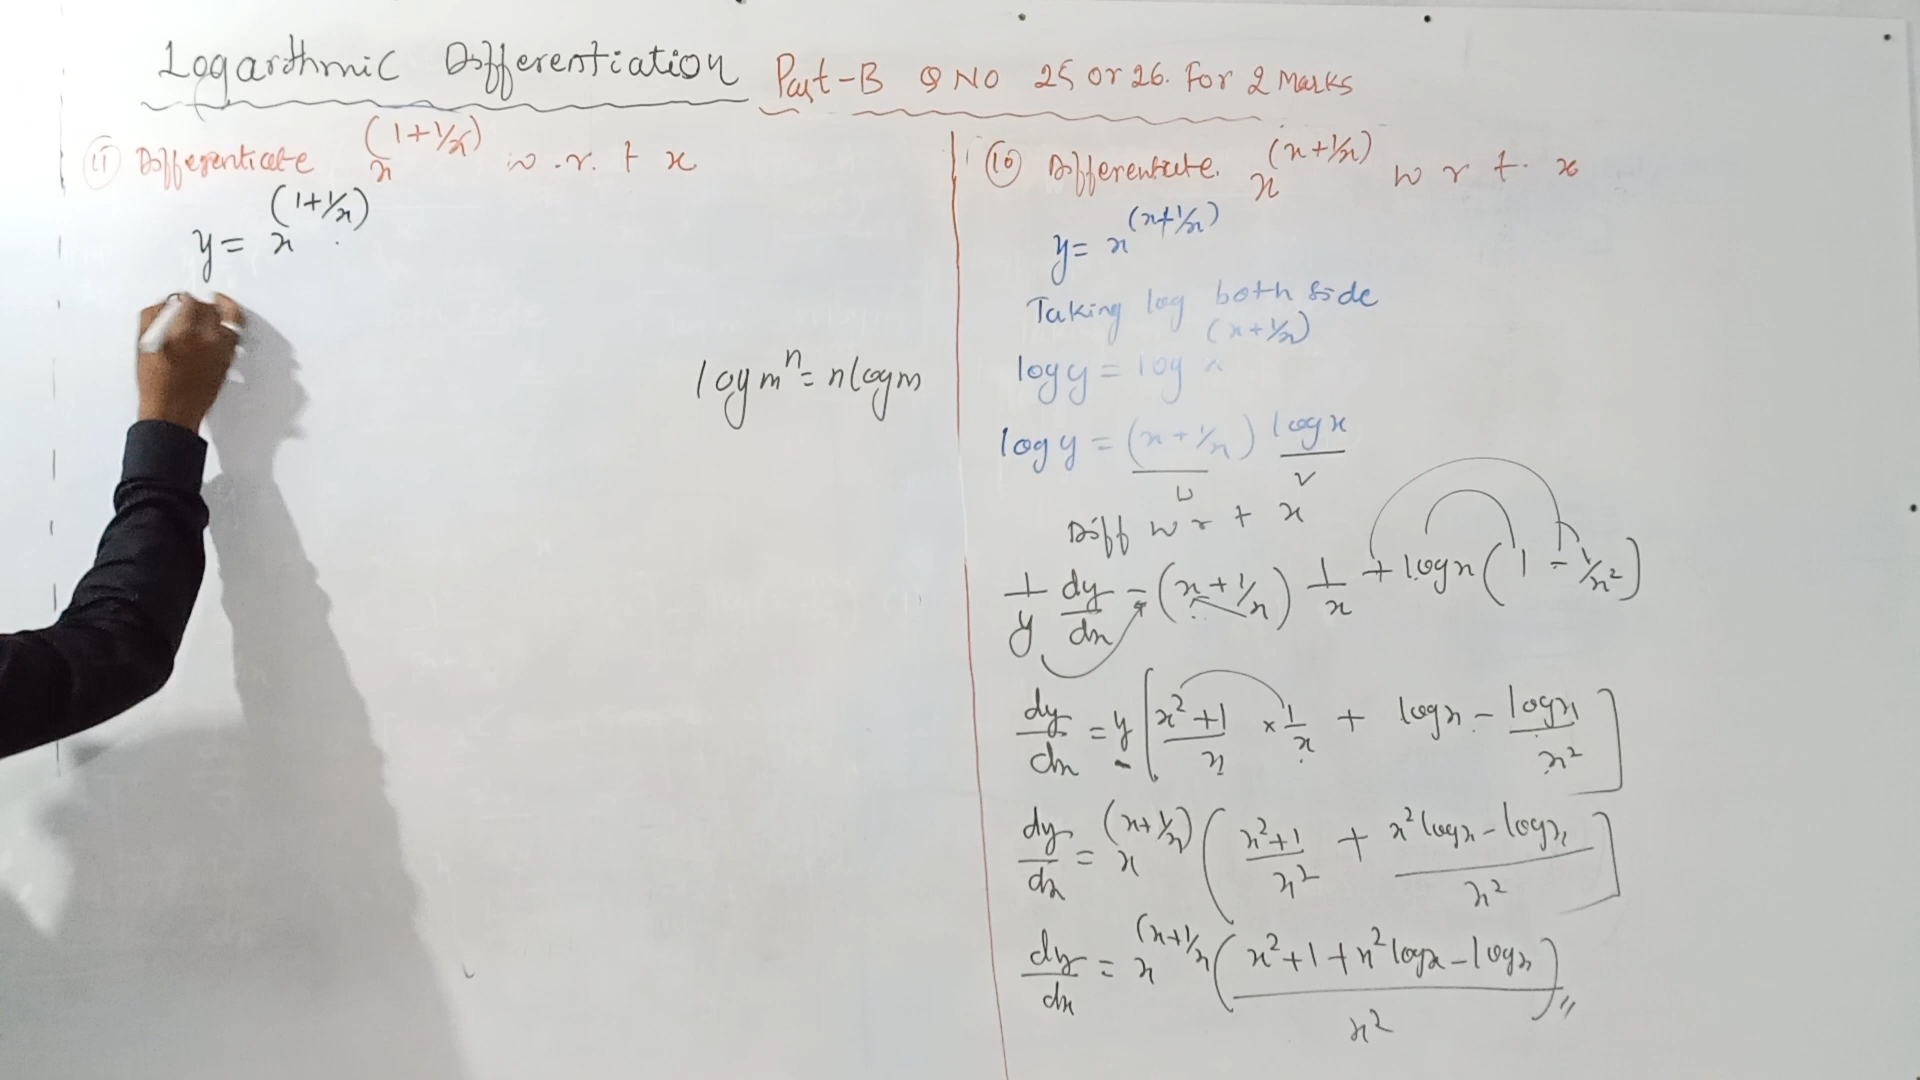 Logarithmic Differentiation Part-B Q NO 25 or 26. For 2 Marks
(11) Differentiate x^(1+1/x) w.r.t x
y = x^(1+1/x)
log m^n = n log m
(10) Differentiate. x^(x+1/x) w r t. x
y = x^(x+1/x)
Taking log both side
log y = log x^(x+1/x)
log y = (x+1/x) log x
u v
Diff w r t x
1/y dy/dx = (x+1/x) 1/x + log x (1 - 1/x²)
dy/dx = y [x²+1/x × 1/x + log x - log x/x²]
dy/dx = x^(x+1/x) (x²+1/x² + x² log x - log x/x²]
dy/dx = x^(x+1/x) (x²+1+x² log x - log x/x²)//